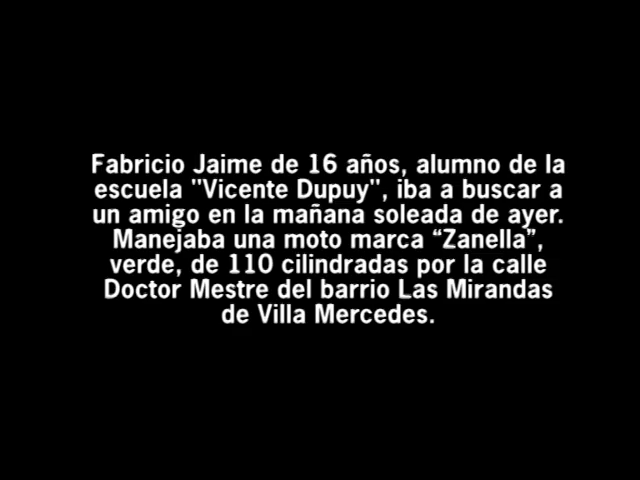 Fabricio Jaime de 16 años, alumno de la
escuela "Vicente Dupuy", iba a buscar a
un amigo en la mañana soleada de ayer.
Manejaba una moto marca “Zanella”,
verde, de 110 cilindradas por la calle
Doctor Mestre del barrio Las Mirandas
de Villa Mercedes.